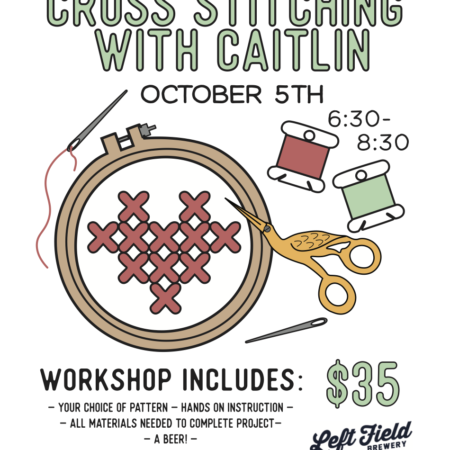 CROSS STITCHING
WITH CAITLIN
OCTOBER 5TH
6:30-
8:30
WORKSHOP INCLUDES:
$35
– YOUR CHOICE OF PATTERN – HANDS ON INSTRUCTION –
– ALL MATERIALS NEEDED TO COMPLETE PROJECT–
– A BEER! –
Left Field
BREWERY